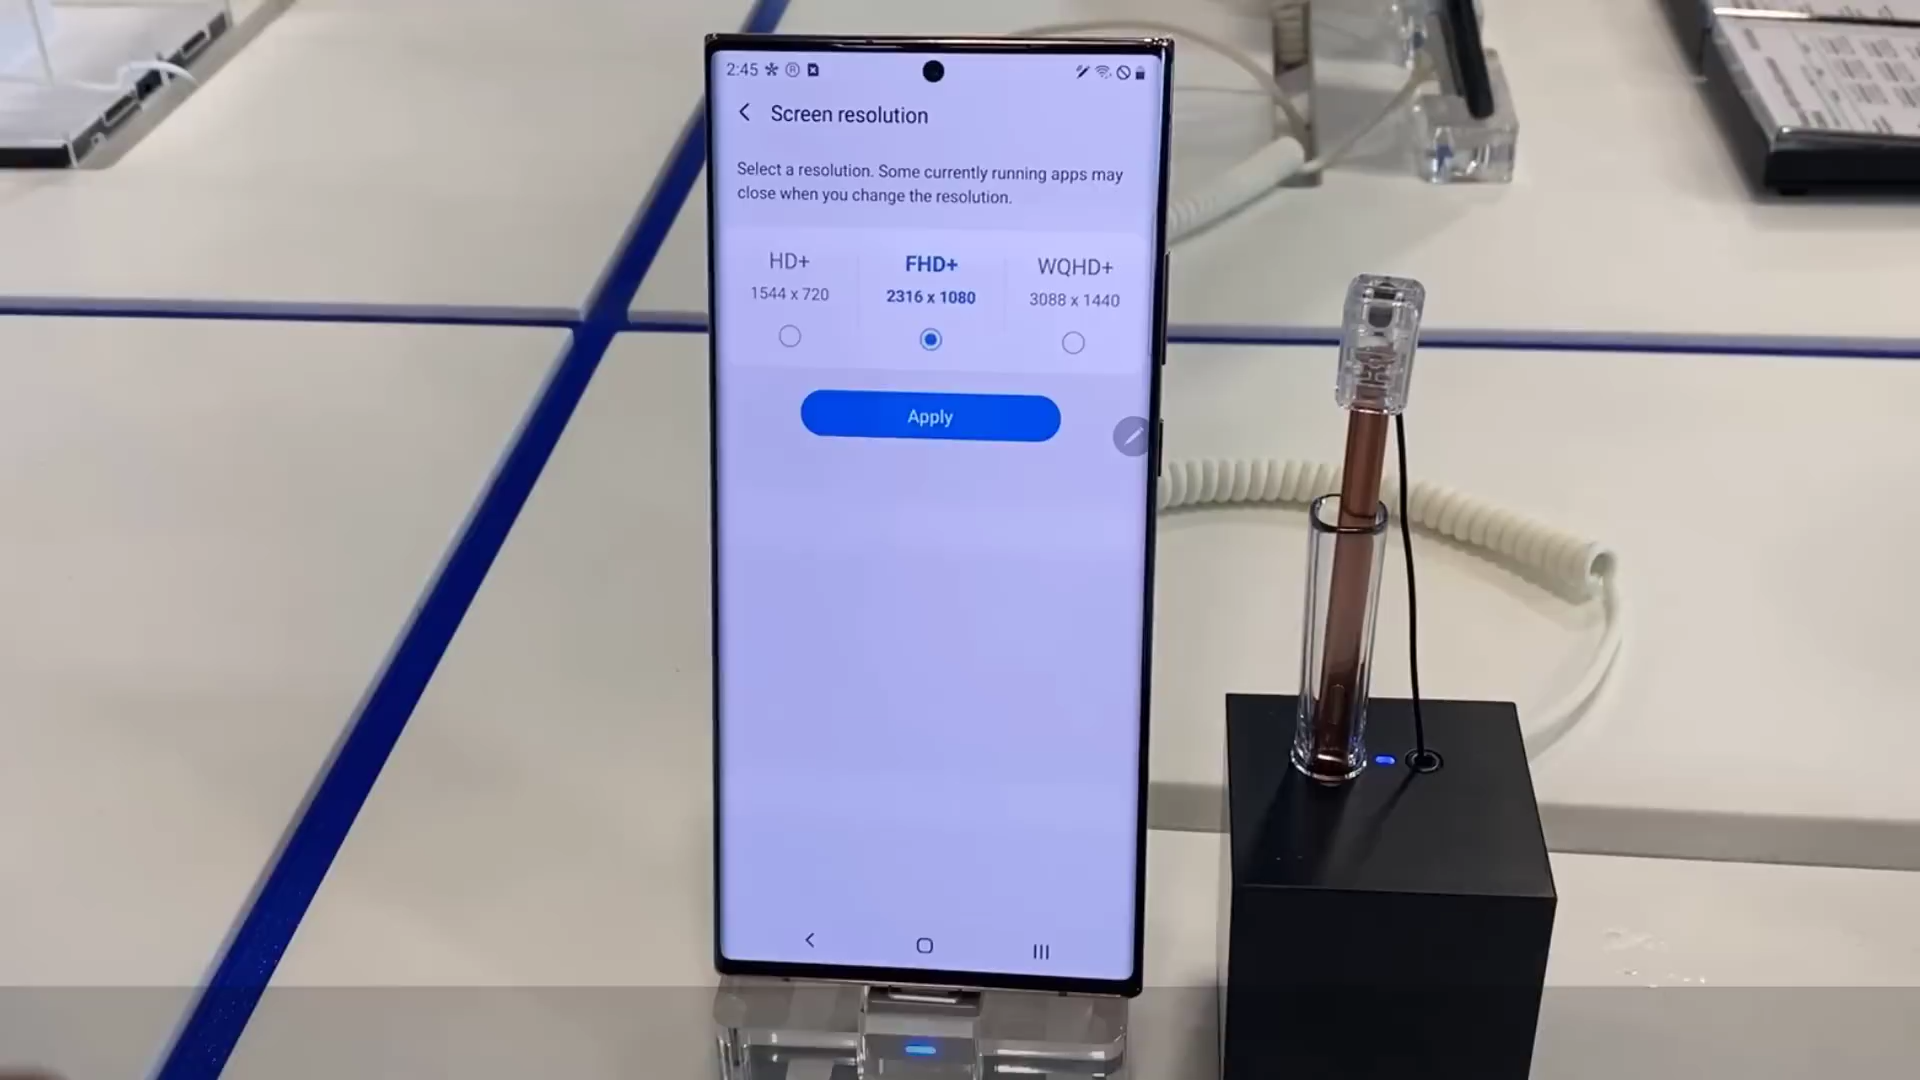 2:45
Screen resolution
Select a resolution. Some currently running apps may
close when you change the resolution.
HD+ FHD+ WQHD+
1544 x 720 2316 x 1080 3088 x 1440
Apply